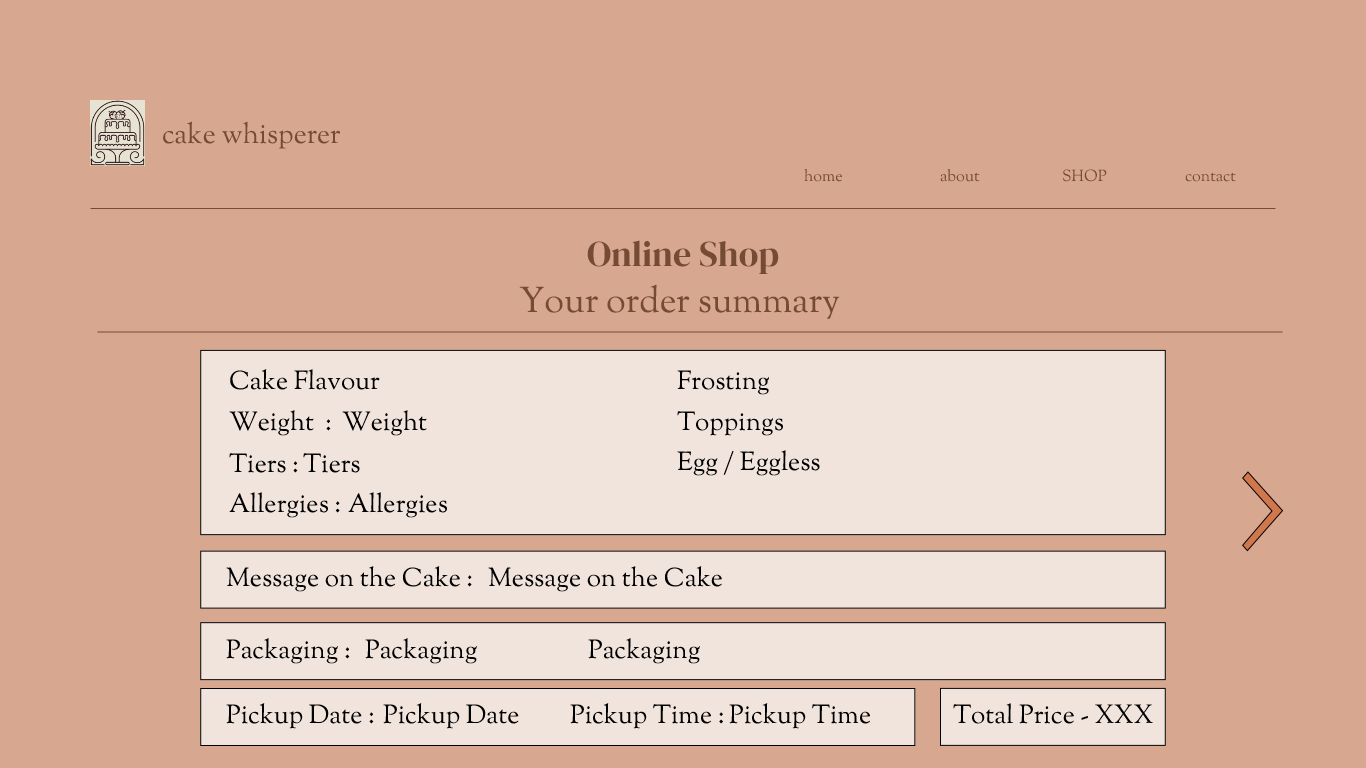 cake whisperer
home about SHOP contact
Online Shop
Your order summary
Cake Flavour
Weight : Weight
Tiers : Tiers
Allergies : Allergies
Frosting
Toppings
Egg / Eggless
Message on the Cake : Message on the Cake
Packaging : Packaging Packaging
Pickup Date : Pickup Date Pickup Time : Pickup Time
Total Price - XXX